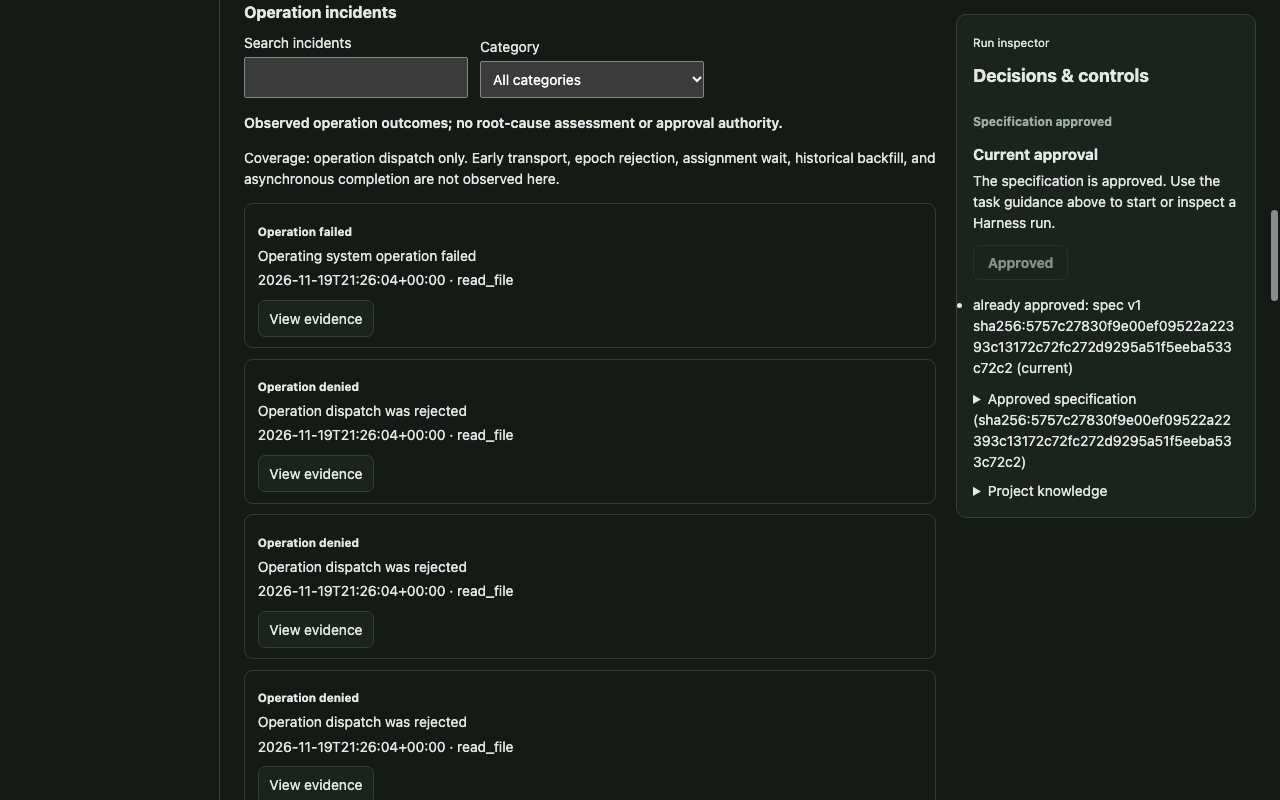 Operation incidents
Search incidents
Category
All categories
Observed operation outcomes; no root-cause assessment or approval authority.
Coverage: operation dispatch only. Early transport, epoch rejection, assignment wait, historical backfill, and
asynchronous completion are not observed here.
Operation failed
Operating system operation failed
2026-11-19T21:26:04+00:00 · read_file
View evidence
Operation denied
Operation dispatch was rejected
2026-11-19T21:26:04+00:00 · read_file
View evidence
Operation denied
Operation dispatch was rejected
2026-11-19T21:26:04+00:00 · read_file
View evidence
Operation denied
Operation dispatch was rejected
2026-11-19T21:26:04+00:00 · read_file
View evidence
Run inspector
Decisions & controls
Specification approved
Current approval
The specification is approved. Use the
task guidance above to start or inspect a
Harness run.
Approved
• already approved: spec v1
sha256:5757c27830f9e00ef09522a223
93c13172c72fc272d9295a51f5eeba533
c72c2 (current)
▶ Approved specification
(sha256:5757c27830f9e00ef09522a22
393c13172c72fc272d9295a51f5eeba53
3c72c2)
▶ Project knowledge